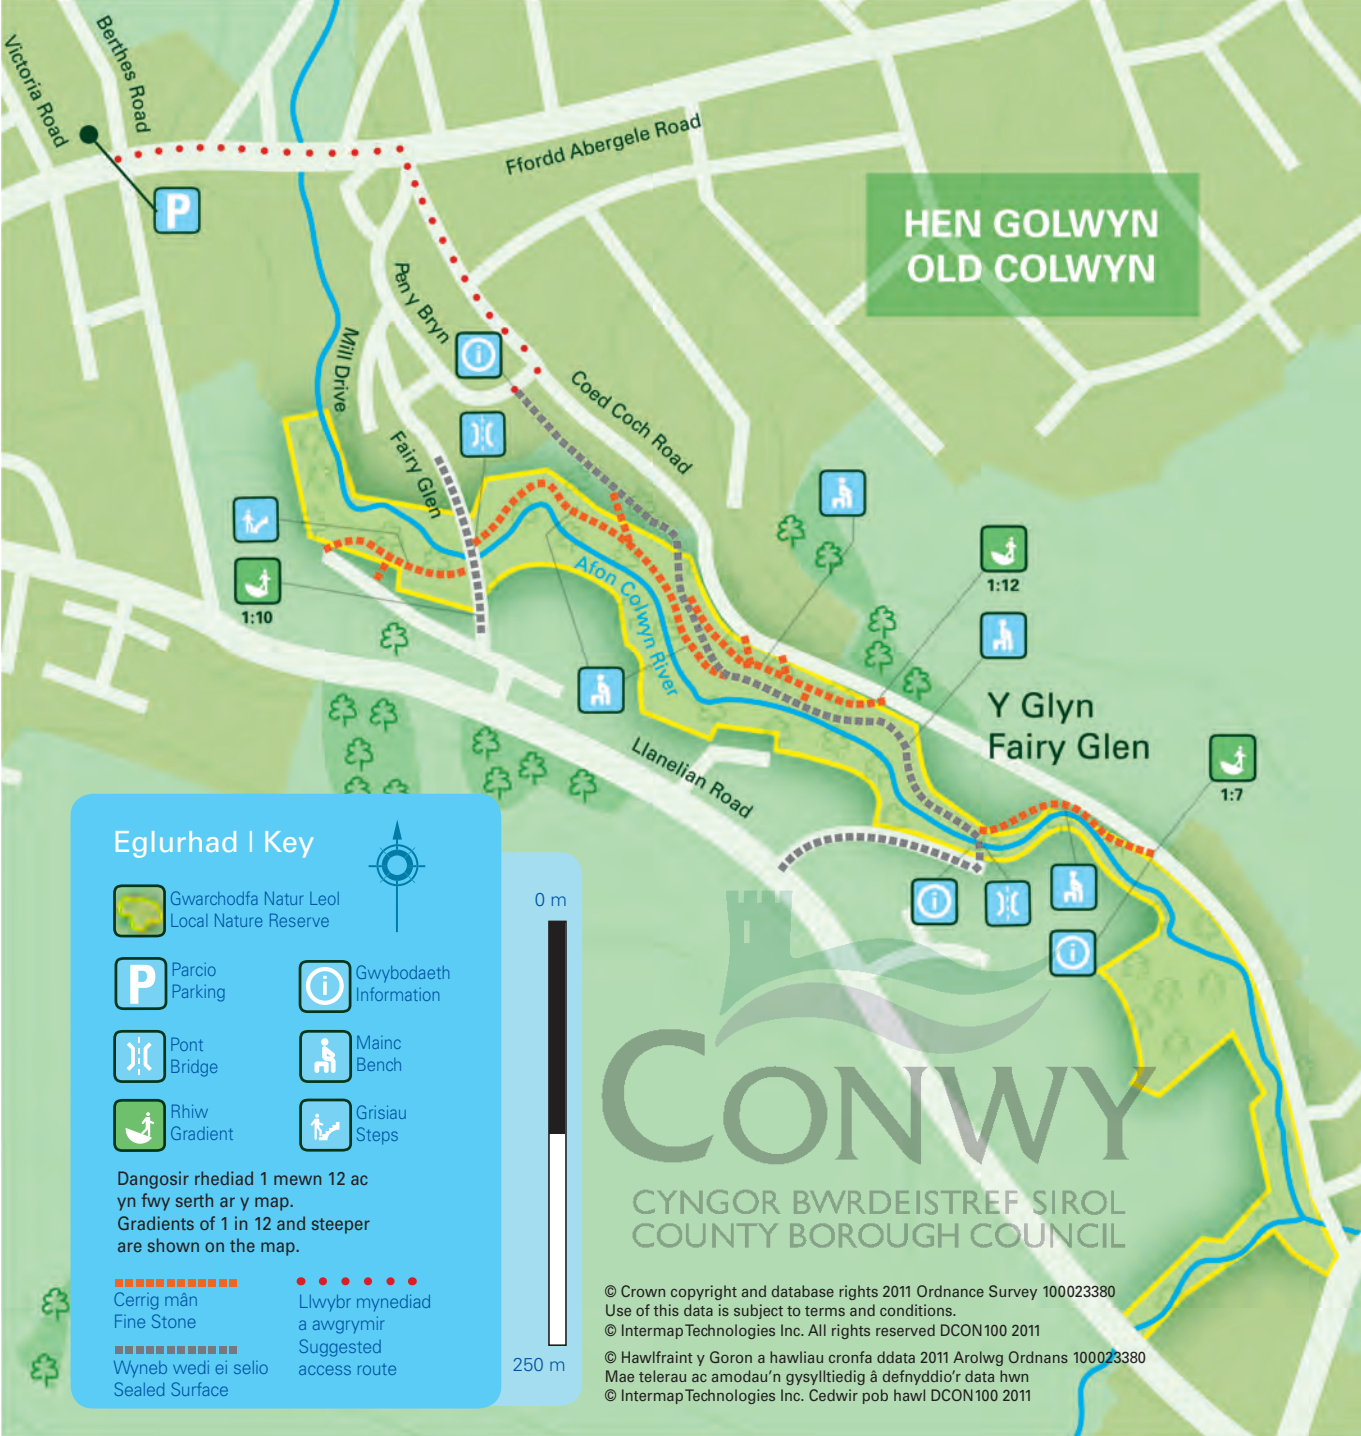 Victoria Road
Berthes Road
P
Ffordd Abergele Road
HEN GOLWYN
OLD COLWYN
Pen y Bryn
Mill Drive
Coed Coch Road
Fairy Glen
1:10
1:12
Afon Colwyn River
Y Glyn
Fairy Glen
1:7
Llanelian Road
Eglurhad | Key
Gwarchodfa Natur Leol
Local Nature Reserve
P
Parcio
Parking
Gwybodaeth
Information
Pont
Bridge
Mainc
Bench
Rhiw
Gradient
Grisiau
Steps
Dangosir rhediad 1 mewn 12 ac
yn fwy serth ar y map.
Gradients of 1 in 12 and steeper
are shown on the map.
Cerrig mân
Fine Stone
Wyneb wedi ei selio
Sealed Surface
Llwybr mynediad
a awgrymir
Suggested
access route
0 m
250 m
CONWY
CYNGOR BWRDEISTREF SIROL
COUNTY BOROUGH COUNCIL
© Crown copyright and database rights 2011 Ordnance Survey 100023380
Use of this data is subject to terms and conditions.
© Intermap Technologies Inc. All rights reserved DCON100 2011
© Hawlfraint y Goron a hawliau cronfa ddata 2011 Arolwg Ordnans 100023380
Mae telerau ac amodau'n gysylltiedig â defnyddio'r data hwn
© Intermap Technologies Inc. Cedwir pob hawl DCON100 2011